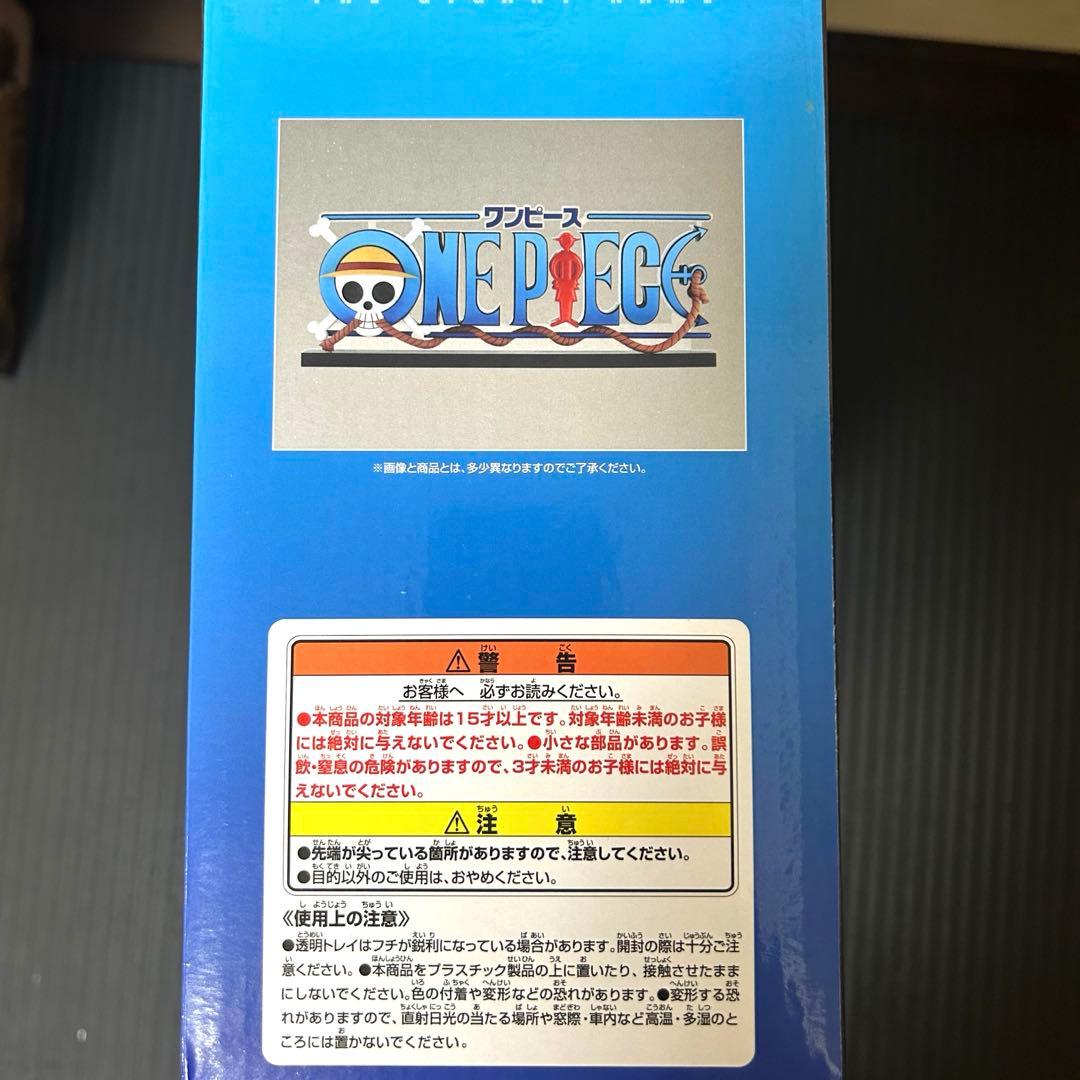 ワンピース
ONE PIECE
※画像と商品とは、多少異なりますのでご了承ください。
⚠警告
お客様へ 必ずお読みください。
●本商品の対象年齢は15才以上です。対象年齢未満のお子様
には絶対に与えないでください。●小さな部品があります。誤
飲・窒息の危険がありますので、3才未満のお子様には絶対に与
えないでください。
⚠注意
●先端が尖っている箇所がありますので、注意してください。
●目的以外のご使用は、おやめください。
《使用上の注意》
●透明トレイはフチが鋭利になっている場合があります。開封の際は十分ご注
意ください。●本商品をプラスチック製品の上に置いたり、接触させたまま
にしないでください。色の付着や変形などの恐れがあります。●変形する恐
れがありますので、直射日光の当たる場所や窓際・車内など高温・多湿のと
ころには置かないでください。